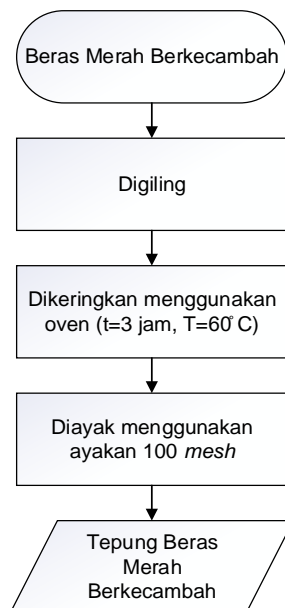 Beras Merah Berkecambah
Digiling
Dikeringkan menggunakan
oven (t=3 jam, T=60°C)
Diayak menggunakan
ayakan 100 mesh
Tepung Beras
Merah
Berkecambah